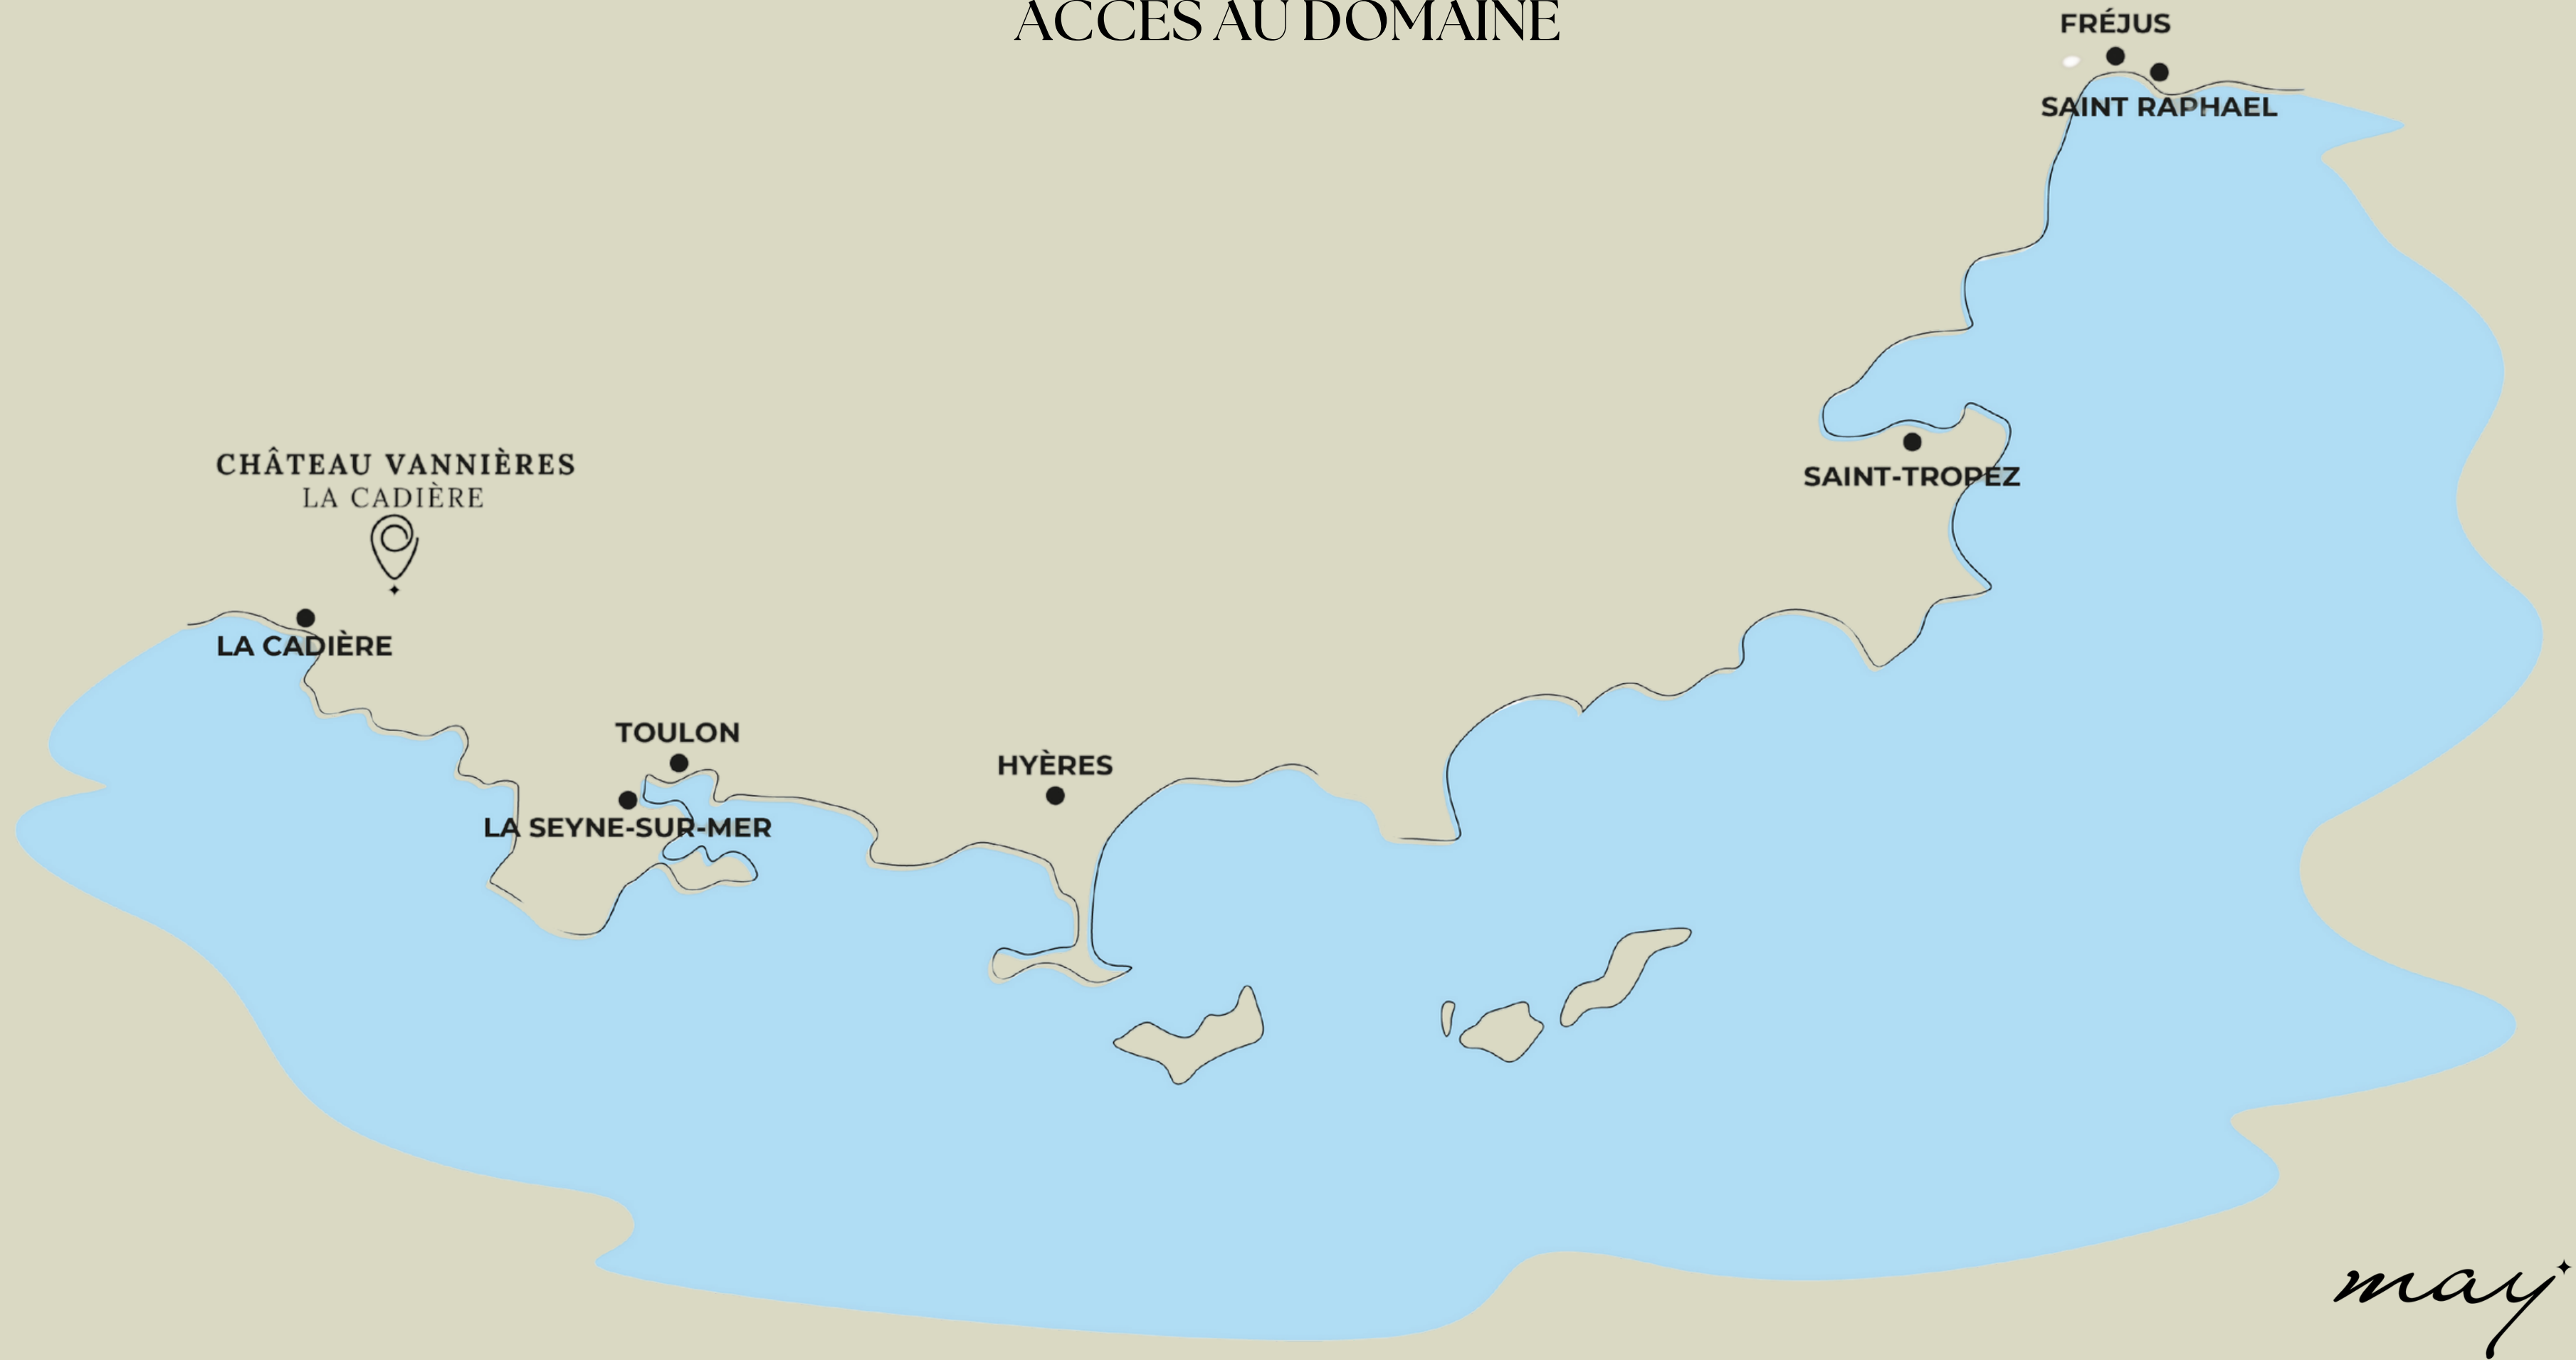 ACCES AU DOMAINE
FRÉJUS
SAINT RAPHAEL
SAINT-TROPEZ
CHÂTEAU VANNIÈRES
LA CADIÈRE
LA CADIÈRE
TOULON
HYÈRES
LA SEYNE-SUR-MER
may